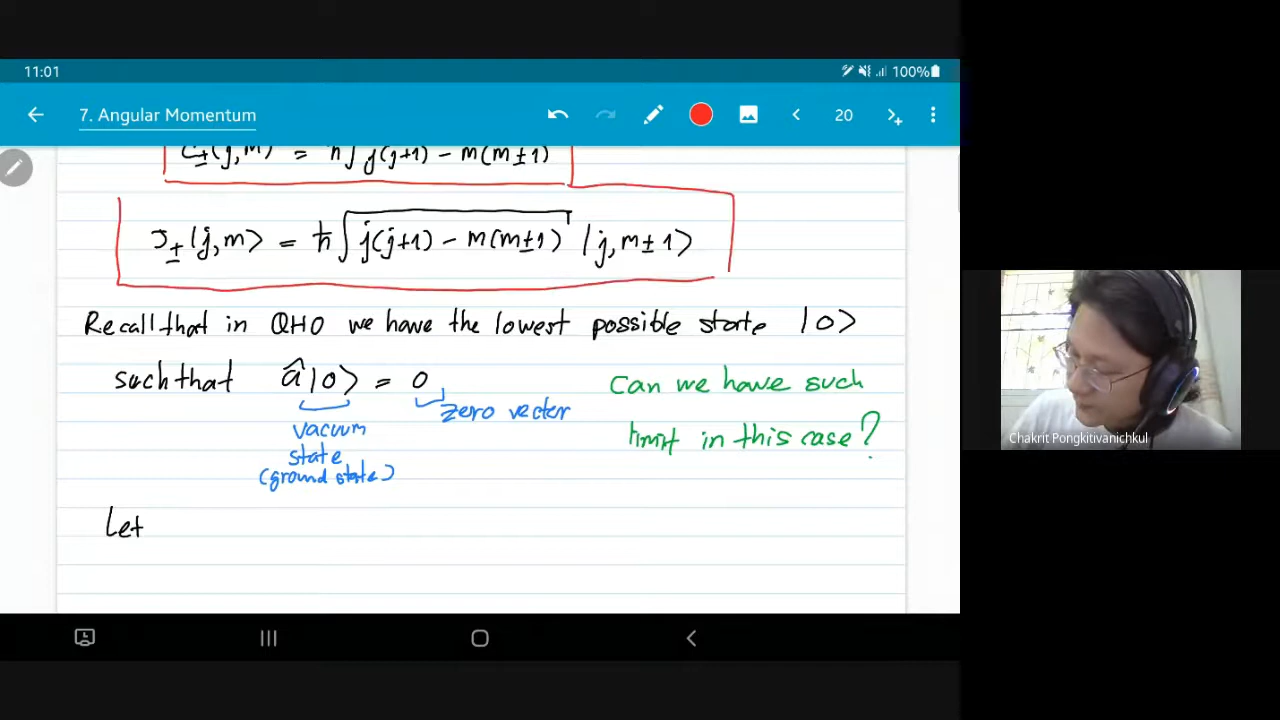 11:01
100%
7. Angular Momentum
20
C±(j,m) = ħ√j(j+1) - m(m±1)
J±|j,m> = ħ√j(j+1) - m(m±1) |j, m±1>
Recall that in QHO we have the lowest possible state |0>
such that â|0> = 0
zero vector
vacuum
state
(ground state)
Can we have such
limit in this case?
Chakrit Pongkitivanichkul
Let